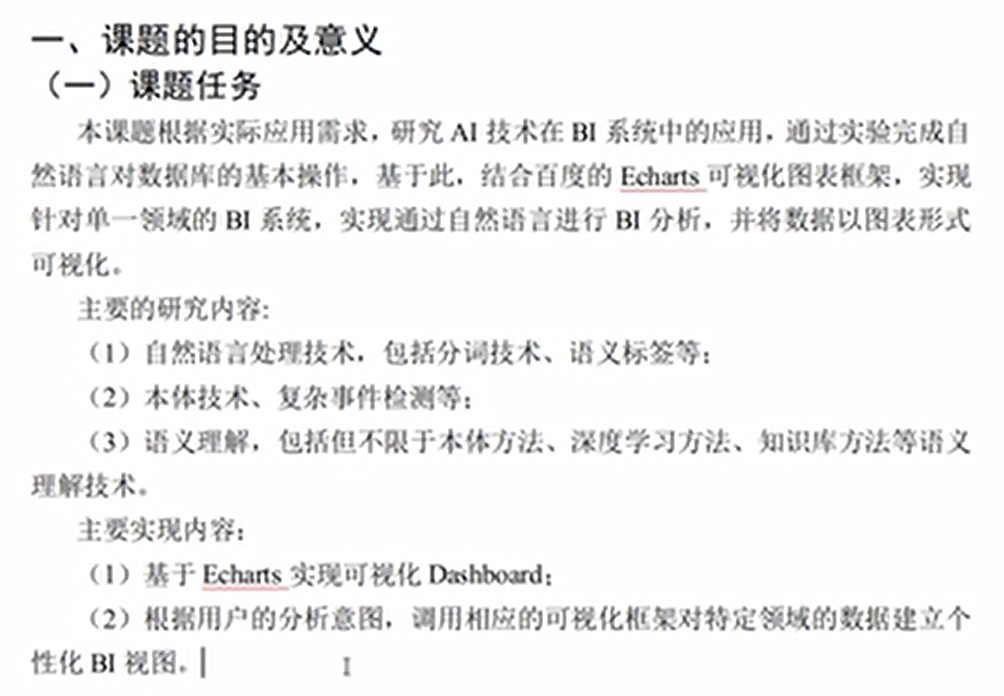 一、课题的目的及意义
（一）课题任务
本课题根据实际应用需求，研究 AI 技术在 BI 系统中的应用，通过实验完成自
然语言对数据库的基本操作，基于此，结合百度的 Echarts 可视化图表框架，实现
针对单一领域的 BI 系统，实现通过自然语言进行 BI 分析，并将数据以图表形式
可视化。
主要的研究内容:
（1）自然语言处理技术，包括分词技术、语义标签等；
（2）本体技术、复杂事件检测等；
（3）语义理解，包括但不限于本体方法、深度学习方法、知识库方法等语义
理解技术。
主要实现内容：
（1）基于 Echarts 实现可视化 Dashboard；
（2）根据用户的分析意图，调用相应的可视化框架对特定领域的数据建立个
性化 BI 视图。